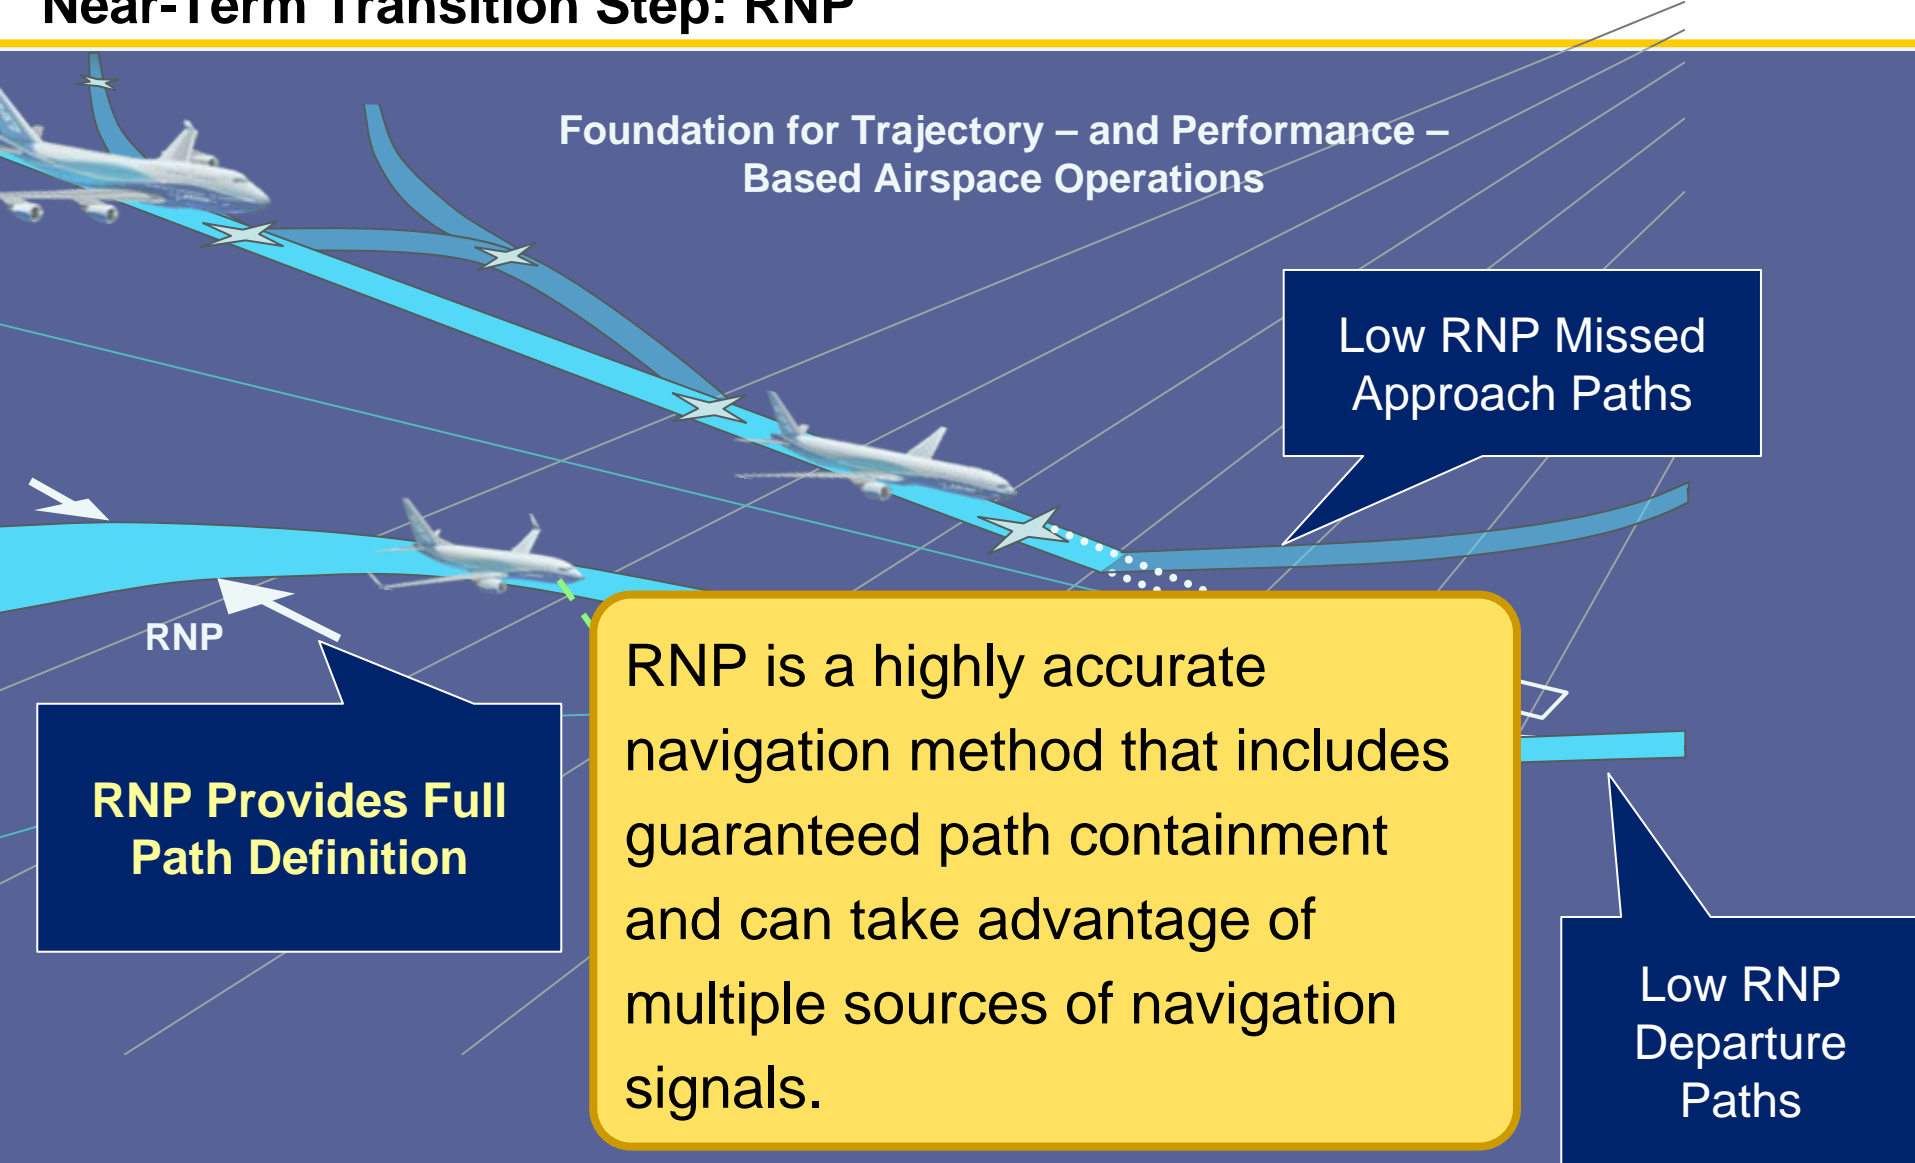 Near-Term Transition Step: RNP
Foundation for Trajectory – and Performance –
Based Airspace Operations
Low RNP Missed
Approach Paths
RNP
RNP Provides Full
Path Definition
RNP is a highly accurate
navigation method that includes
guaranteed path containment
and can take advantage of
multiple sources of navigation
signals.
Low RNP
Departure
Paths